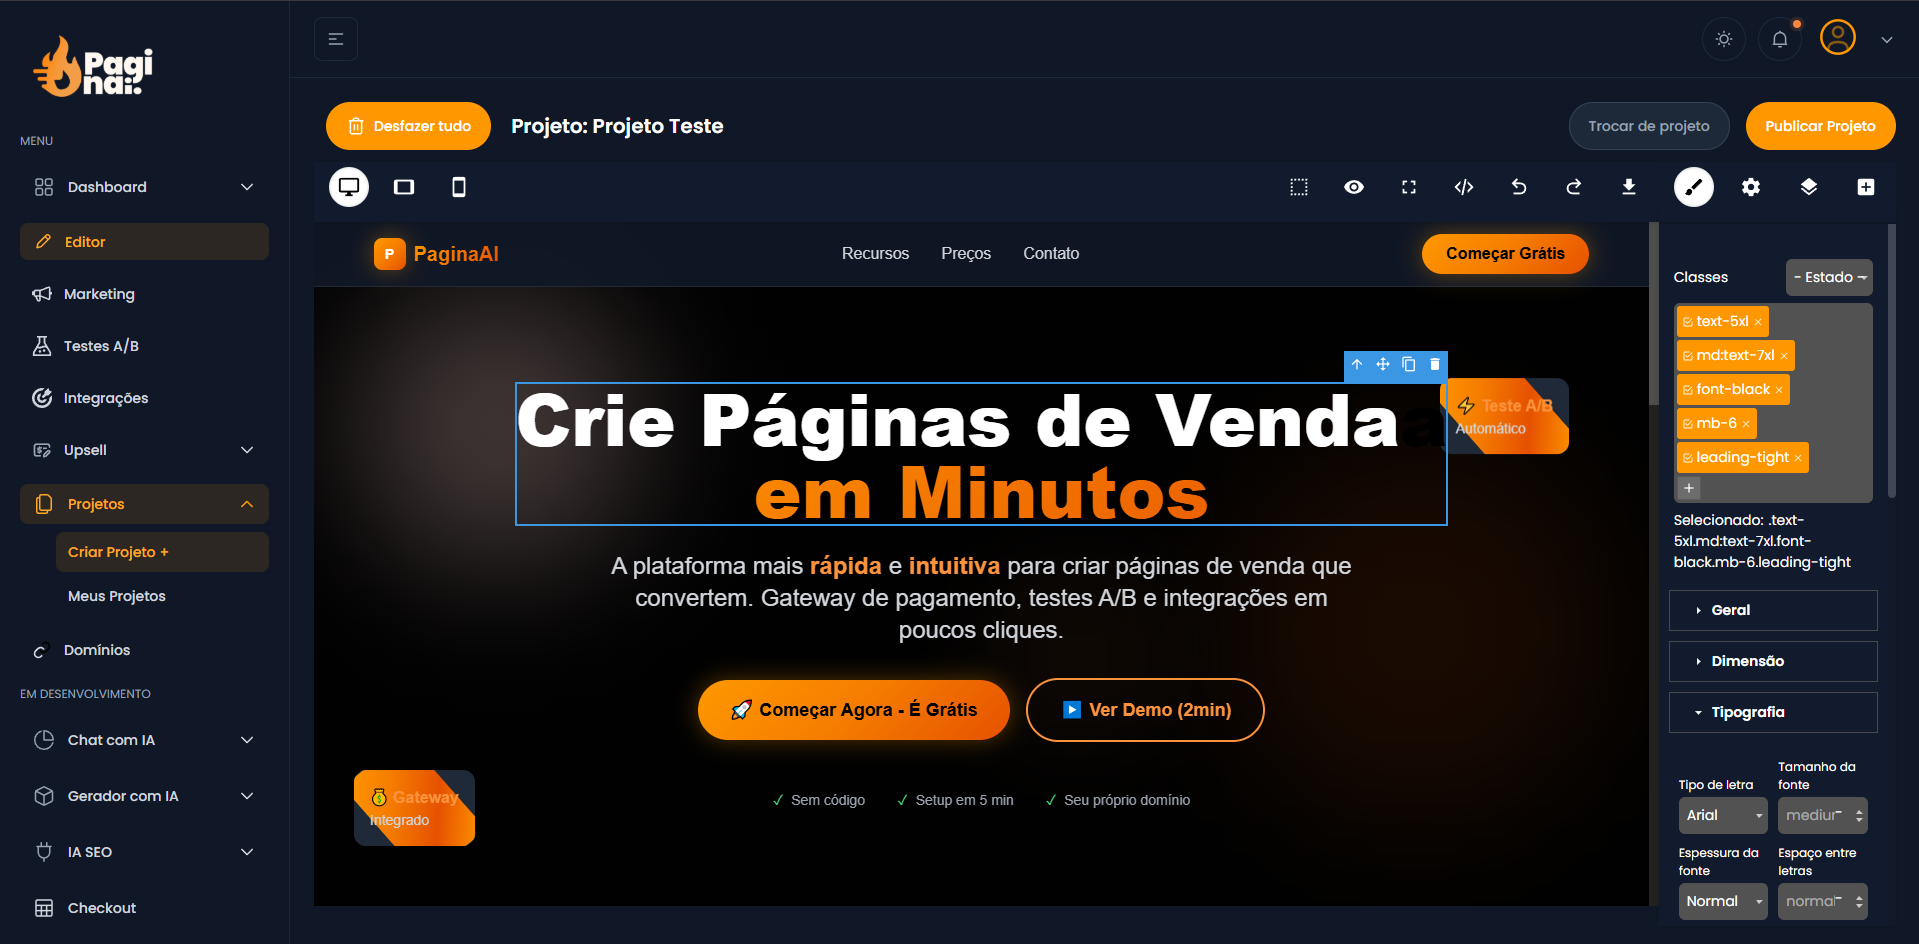 Pagi
nai:
MENU
Dashboard
Editor
Marketing
Testes A/B
Integrações
Upsell
Projetos
Criar Projeto +
Meus Projetos
Domínios
EM DESENVOLVIMENTO
Chat com IA
Gerador com IA
IA SEO
Checkout
Desfazer tudo
Projeto: Projeto Teste
Trocar de projeto
Publicar Projeto
P PaginaAI
Recursos
Preços
Contato
Começar Grátis
Crie Páginas de Vendaa
em Minutos
⚡ Teste A/B
Automático
A plataforma mais rápida e intuitiva para criar páginas de venda que
convertem. Gateway de pagamento, testes A/B e integrações em
poucos cliques.
🚀 Começar Agora - É Grátis
▶️ Ver Demo (2min)
💰 Gateway
Integrado
✓ Sem código
✓ Setup em 5 min
✓ Seu próprio domínio
Classes
- Estado -
text-5xl ×
md:text-7xl ×
font-black ×
mb-6 ×
leading-tight ×
+
Selecionado: .text-
5xl.md:text-7xl.font-
black.mb-6.leading-tight
Geral
Dimensão
Tipografia
Tipo de letra
Arial
Tamanho da
fonte
Espessura da
fonte
Normal
Espaço entre
letras